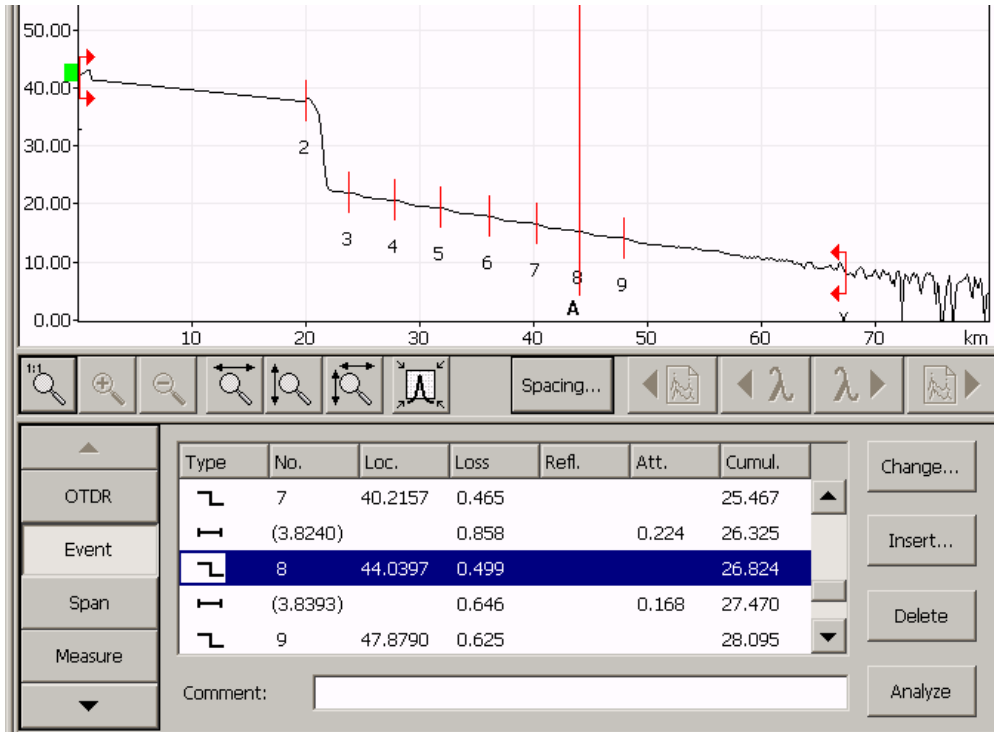 50.00
40.00
30.00
20.00
10.00
0.00
2
3
4
5
6
7
8
9
A
10 20 30 40 50 60 70 km
1:1
Spacing...
λ
λ
OTDR
Event
Span
Measure
Type No. Loc. Loss Refl. Att. Cumul.
7 40.2157 0.465 25.467
(3.8240) 0.858 0.224 26.325
8 44.0397 0.499 26.824
(3.8393) 0.646 0.168 27.470
9 47.8790 0.625 28.095
Comment:
Change...
Insert...
Delete
Analyze